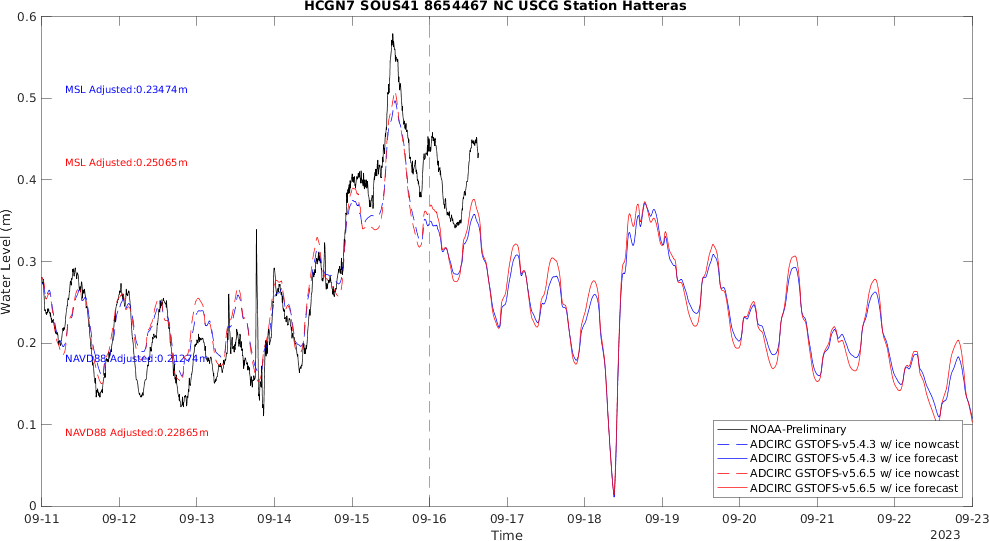 HCGN7 SOUS41 8654467 NC USCG Station Hatteras
Water Level (m)
0.6
0.5
0.4
0.3
0.2
0.1
0
MSL Adjusted:0.23474m
MSL Adjusted:0.25065m
NAVD88 Adjusted:0.21274m
NAVD88 Adjusted:0.22865m
NOAA-Preliminary
ADCIRC GSTOFS-v5.4.3 w/ ice nowcast
ADCIRC GSTOFS-v5.4.3 w/ ice forecast
ADCIRC GSTOFS-v5.6.5 w/ ice nowcast
ADCIRC GSTOFS-v5.6.5 w/ ice forecast
09-11 09-12 09-13 09-14 09-15 09-16 09-17 09-18 09-19 09-20 09-21 09-22 09-23
Time
2023